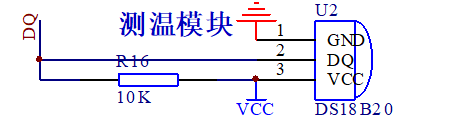 DQ
测温模块
U2
1
GND
2
DQ
R16
3
VCC
10K
VCC
DS18B20